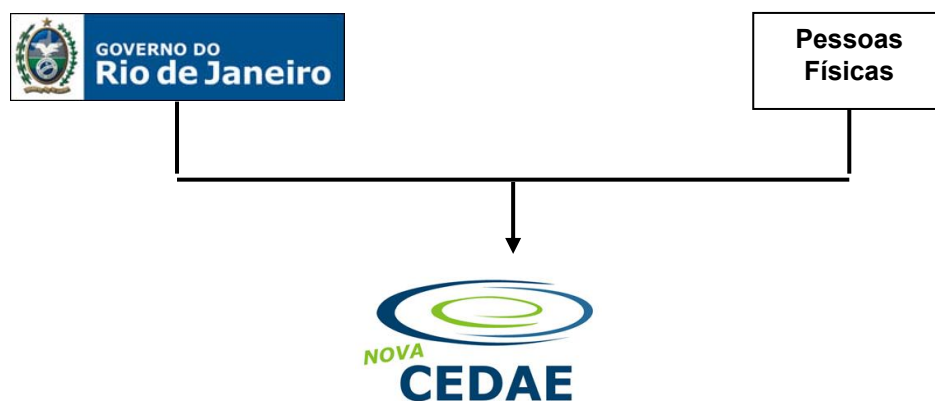 GOVERNO DO
Rio de Janeiro
Pessoas
Físicas
NOVA
CEDAE